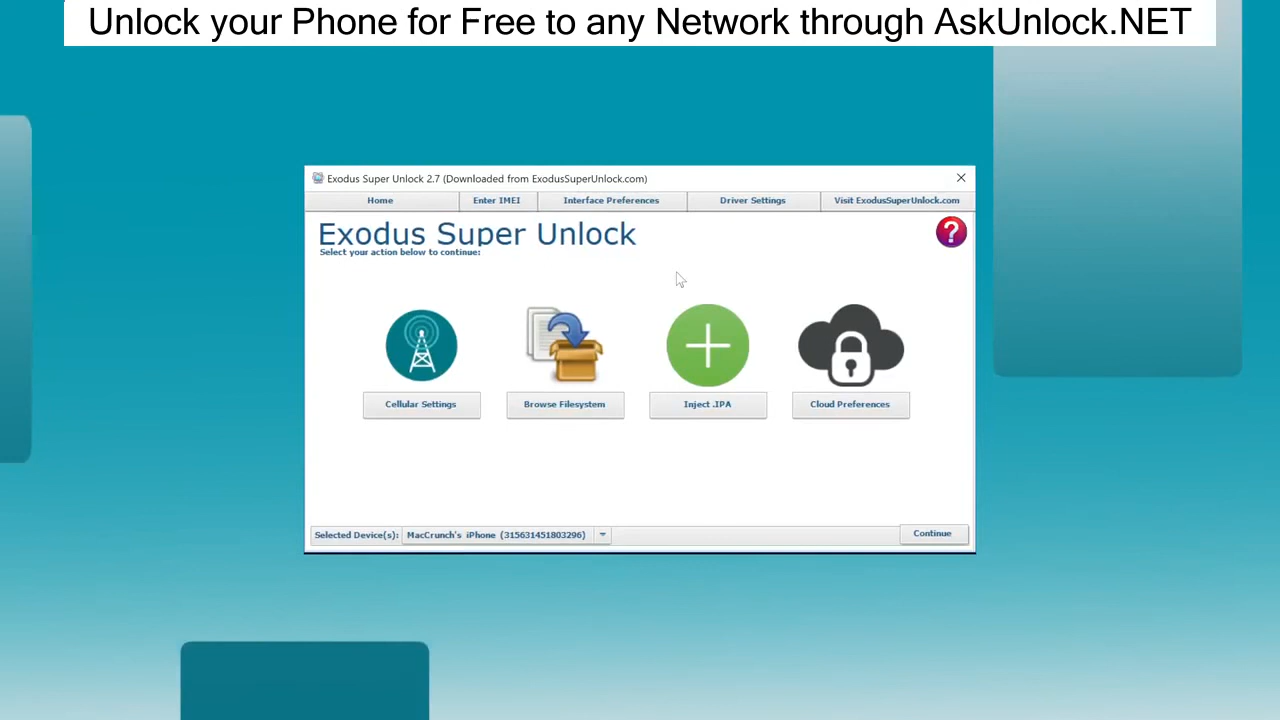 Unlock your Phone for Free to any Network through AskUnlock.NET
Exodus Super Unlock 2.7 (Downloaded from ExodusSuperUnlock.com)
Home Enter IMEI Interface Preferences Driver Settings Visit ExodusSuperUnlock.com
Exodus Super Unlock
?
Select your action below to continue:
Cellular Settings Browse Filesystem Inject .IPA Cloud Preferences
Selected Device(s): MacCrunch's iPhone (315631451803296) Continue